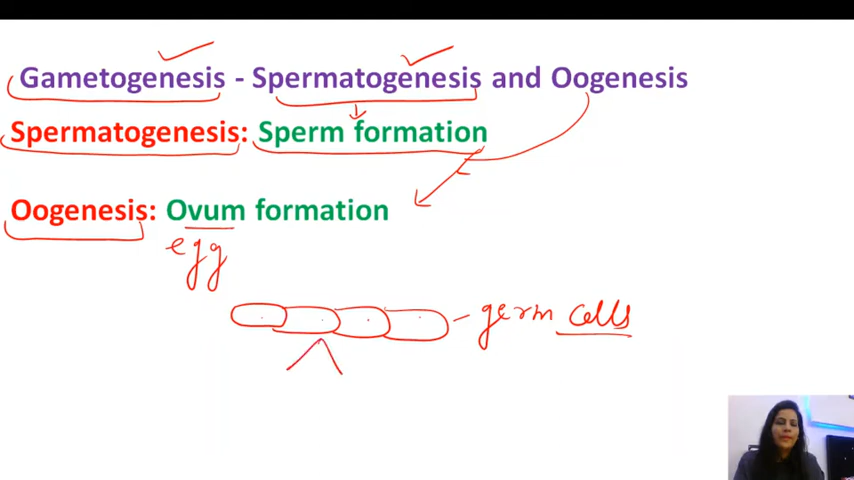 Gametogenesis - Spermatogenesis and Oogenesis
Spermatogenesis: Sperm formation
Oogenesis: Ovum formation
egg
- germ cells